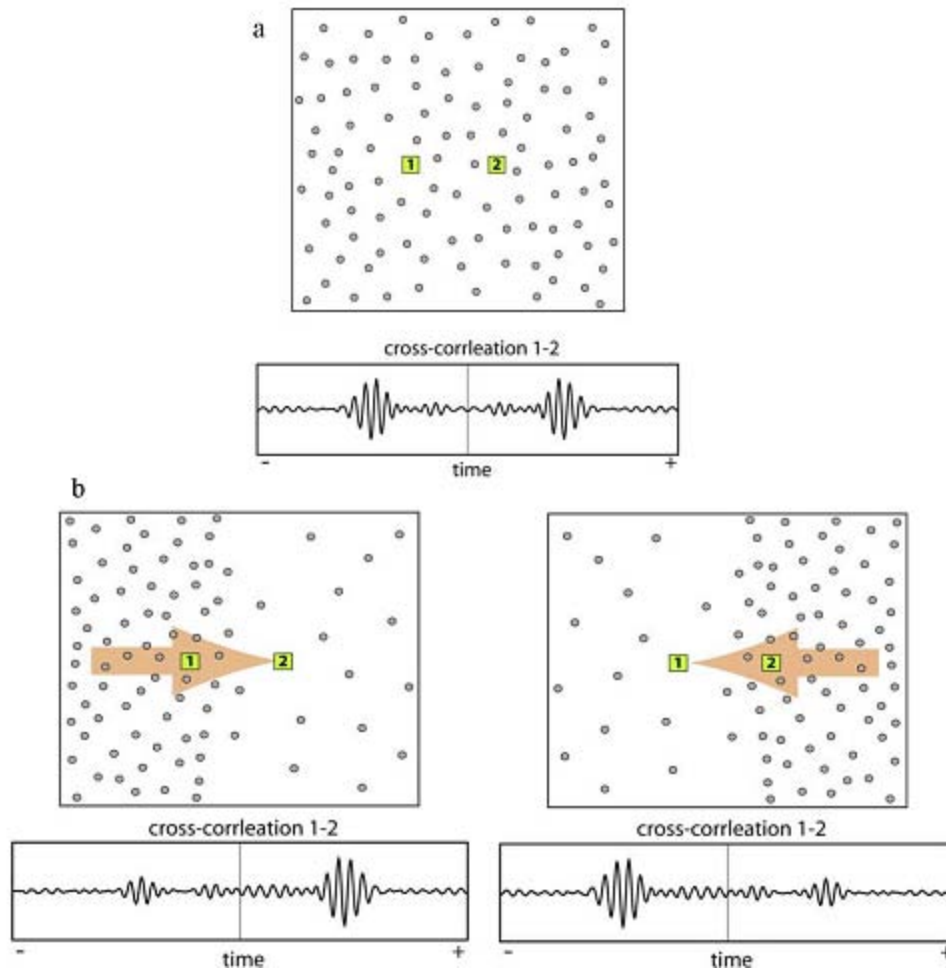 a
1 2
cross-corrleation 1-2
- time +
b
1 2 1 2
cross-corrleation 1-2 cross-corrleation 1-2
- time + - time +